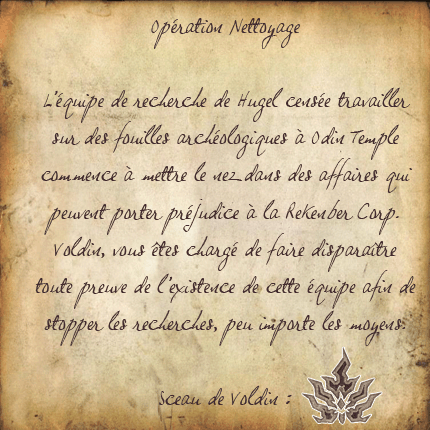 Opération Nettoyage
L'équipe de recherche de Hugel censée travailler
sur des fouilles archéologiques à Odin Temple
commence à mettre le nez dans des affaires qui
peuvent porter préjudice à la Rekenber Corp.
Voldin, vous êtes chargé de faire disparaître
toute preuve de l'existence de cette équipe afin de
stopper les recherches, peu importe les moyens.
Sceau de Voldin :